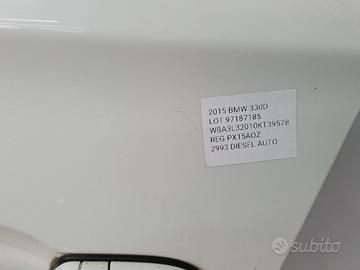 2015 BMW 330D
LOT 97187185
WBA3L32010KT39578
REG PX15AOZ
2993 DIESEL AUTO
subito